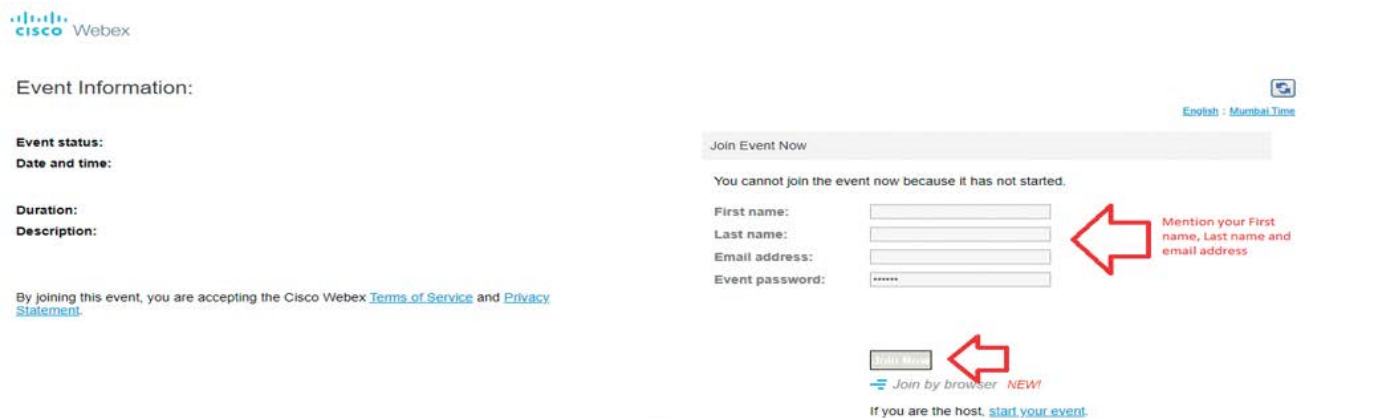 cisco Webex
Event Information:
English : Mumbai Time
Event status:
Date and time:
Duration:
Description:
By joining this event, you are accepting the Cisco Webex Terms of Service and Privacy
Statement.
Join Event Now
You cannot join the event now because it has not started.
First name:
Last name:
Email address:
Event password:
Mention your First
name, Last name and
email address
Join Now
Join by browser NEW!
If you are the host, start your event.